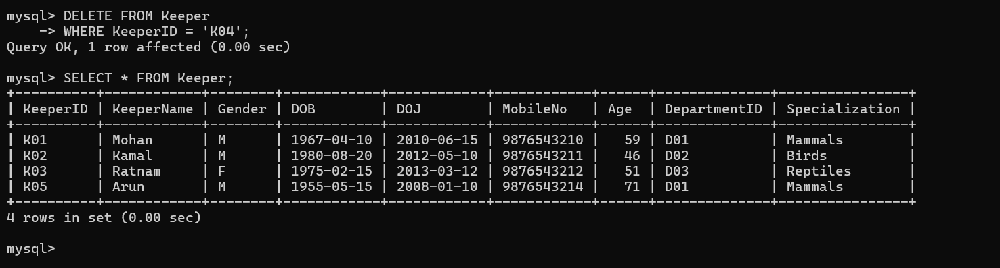 mysql> DELETE FROM Keeper
    -> WHERE KeeperID = 'K04';
Query OK, 1 row affected (0.00 sec)

mysql> SELECT * FROM Keeper;
+----------+------------+--------+------------+------------+------------+------+--------------+----------------+
| KeeperID | KeeperName | Gender | DOB        | DOJ        | MobileNo   | Age  | DepartmentID | Specialization |
+----------+------------+--------+------------+------------+------------+------+--------------+----------------+
| K01      | Mohan      | M      | 1967-04-10 | 2010-06-15 | 9876543210 |   59 | D01          | Mammals        |
| K02      | Kamal      | M      | 1980-08-20 | 2012-05-10 | 9876543211 |   46 | D02          | Birds          |
| K03      | Ratnam     | F      | 1975-02-15 | 2013-03-12 | 9876543212 |   51 | D03          | Reptiles       |
| K05      | Arun       | M      | 1955-05-15 | 2008-01-10 | 9876543214 |   71 | D01          | Mammals        |
+----------+------------+--------+------------+------------+------------+------+--------------+----------------+
4 rows in set (0.00 sec)

mysql>